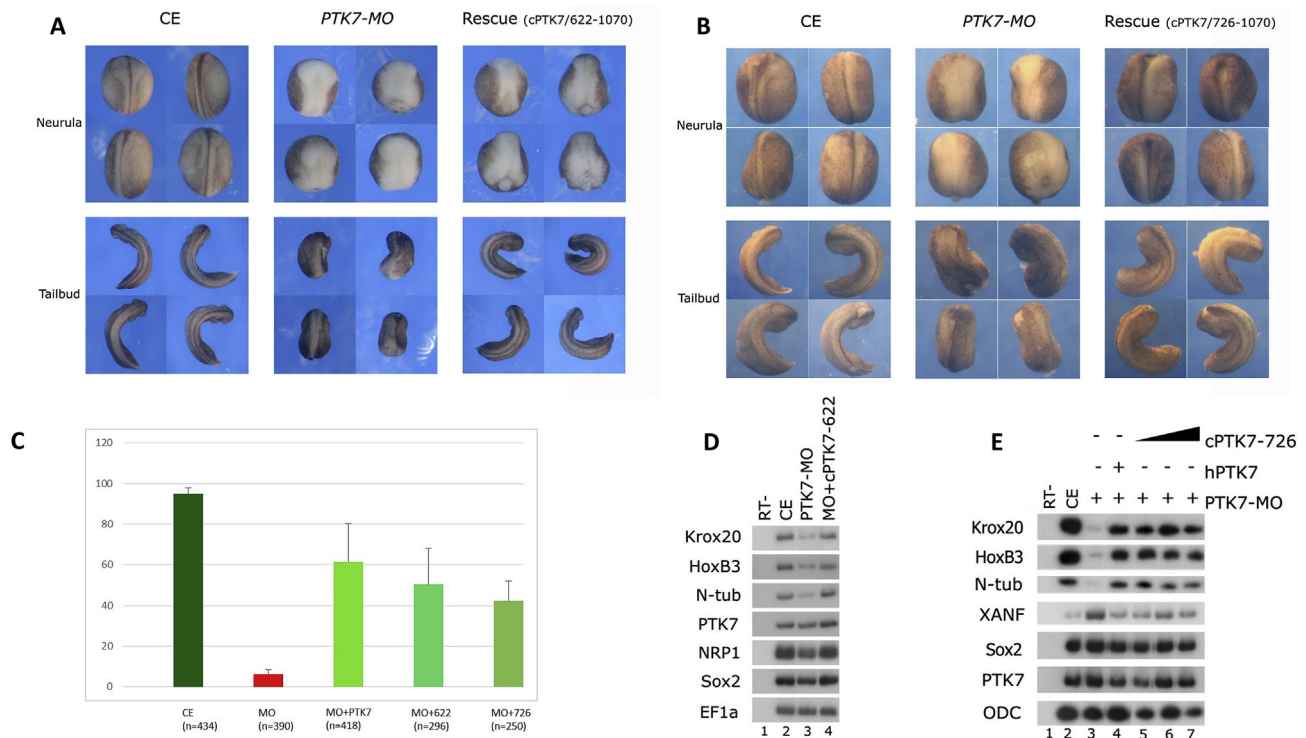 A
CE
PTK7-MO
Rescue (cPTK7/622-1070)
Neurula
Tailbud
B
CE
PTK7-MO
Rescue (cPTK7/726-1070)
Neurula
Tailbud
C
120
100
80
60
40
20
0
CE
(n=434)
MO
(n=390)
MO+PTK7
(n=418)
MO+622
(n=296)
MO+726
(n=250)
D
RT-
CE
PTK7-MO
MO+cPTK7-622
Krox20
HoxB3
N-tub
PTK7
NRP1
Sox2
EF1a
1 2 3 4
E
- - cPTK7-726
- + - - - hPTK7
RT- CE + + + + + PTK7-MO
Krox20
HoxB3
N-tub
XANF
Sox2
PTK7
ODC
1 2 3 4 5 6 7